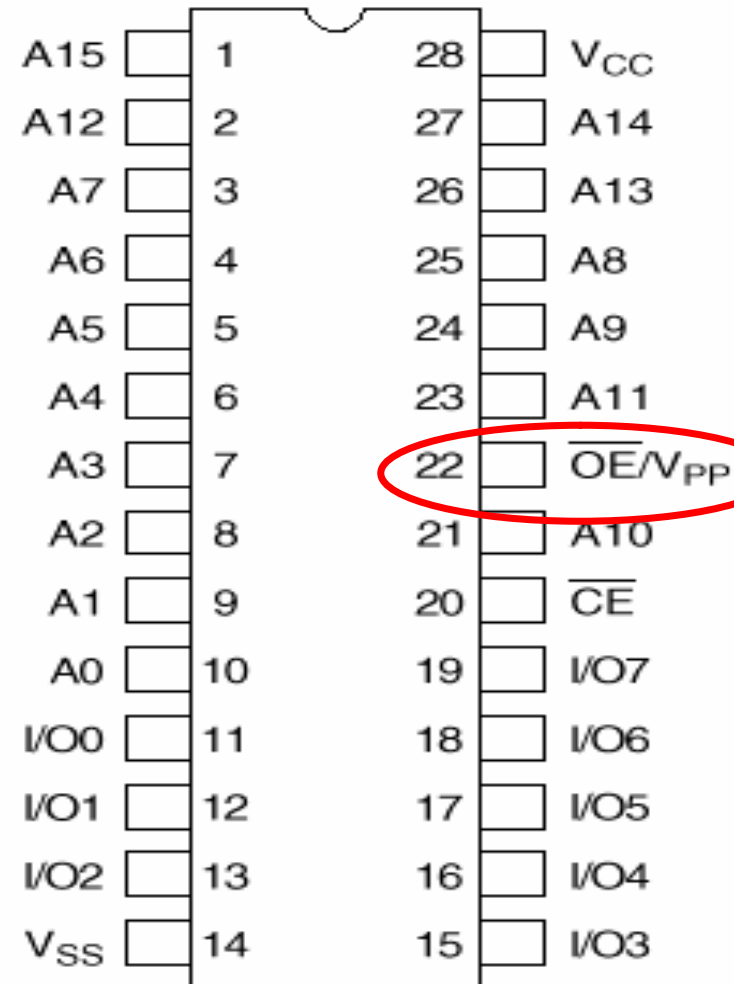 A15 1 28 VCC
A12 2 27 A14
A7 3 26 A13
A6 4 25 A8
A5 5 24 A9
A4 6 23 A11
A3 7 22 O̅E̅/VPP
A2 8 21 A10
A1 9 20 C̅E̅
A0 10 19 I/O7
I/O0 11 18 I/O6
I/O1 12 17 I/O5
I/O2 13 16 I/O4
VSS 14 15 I/O3